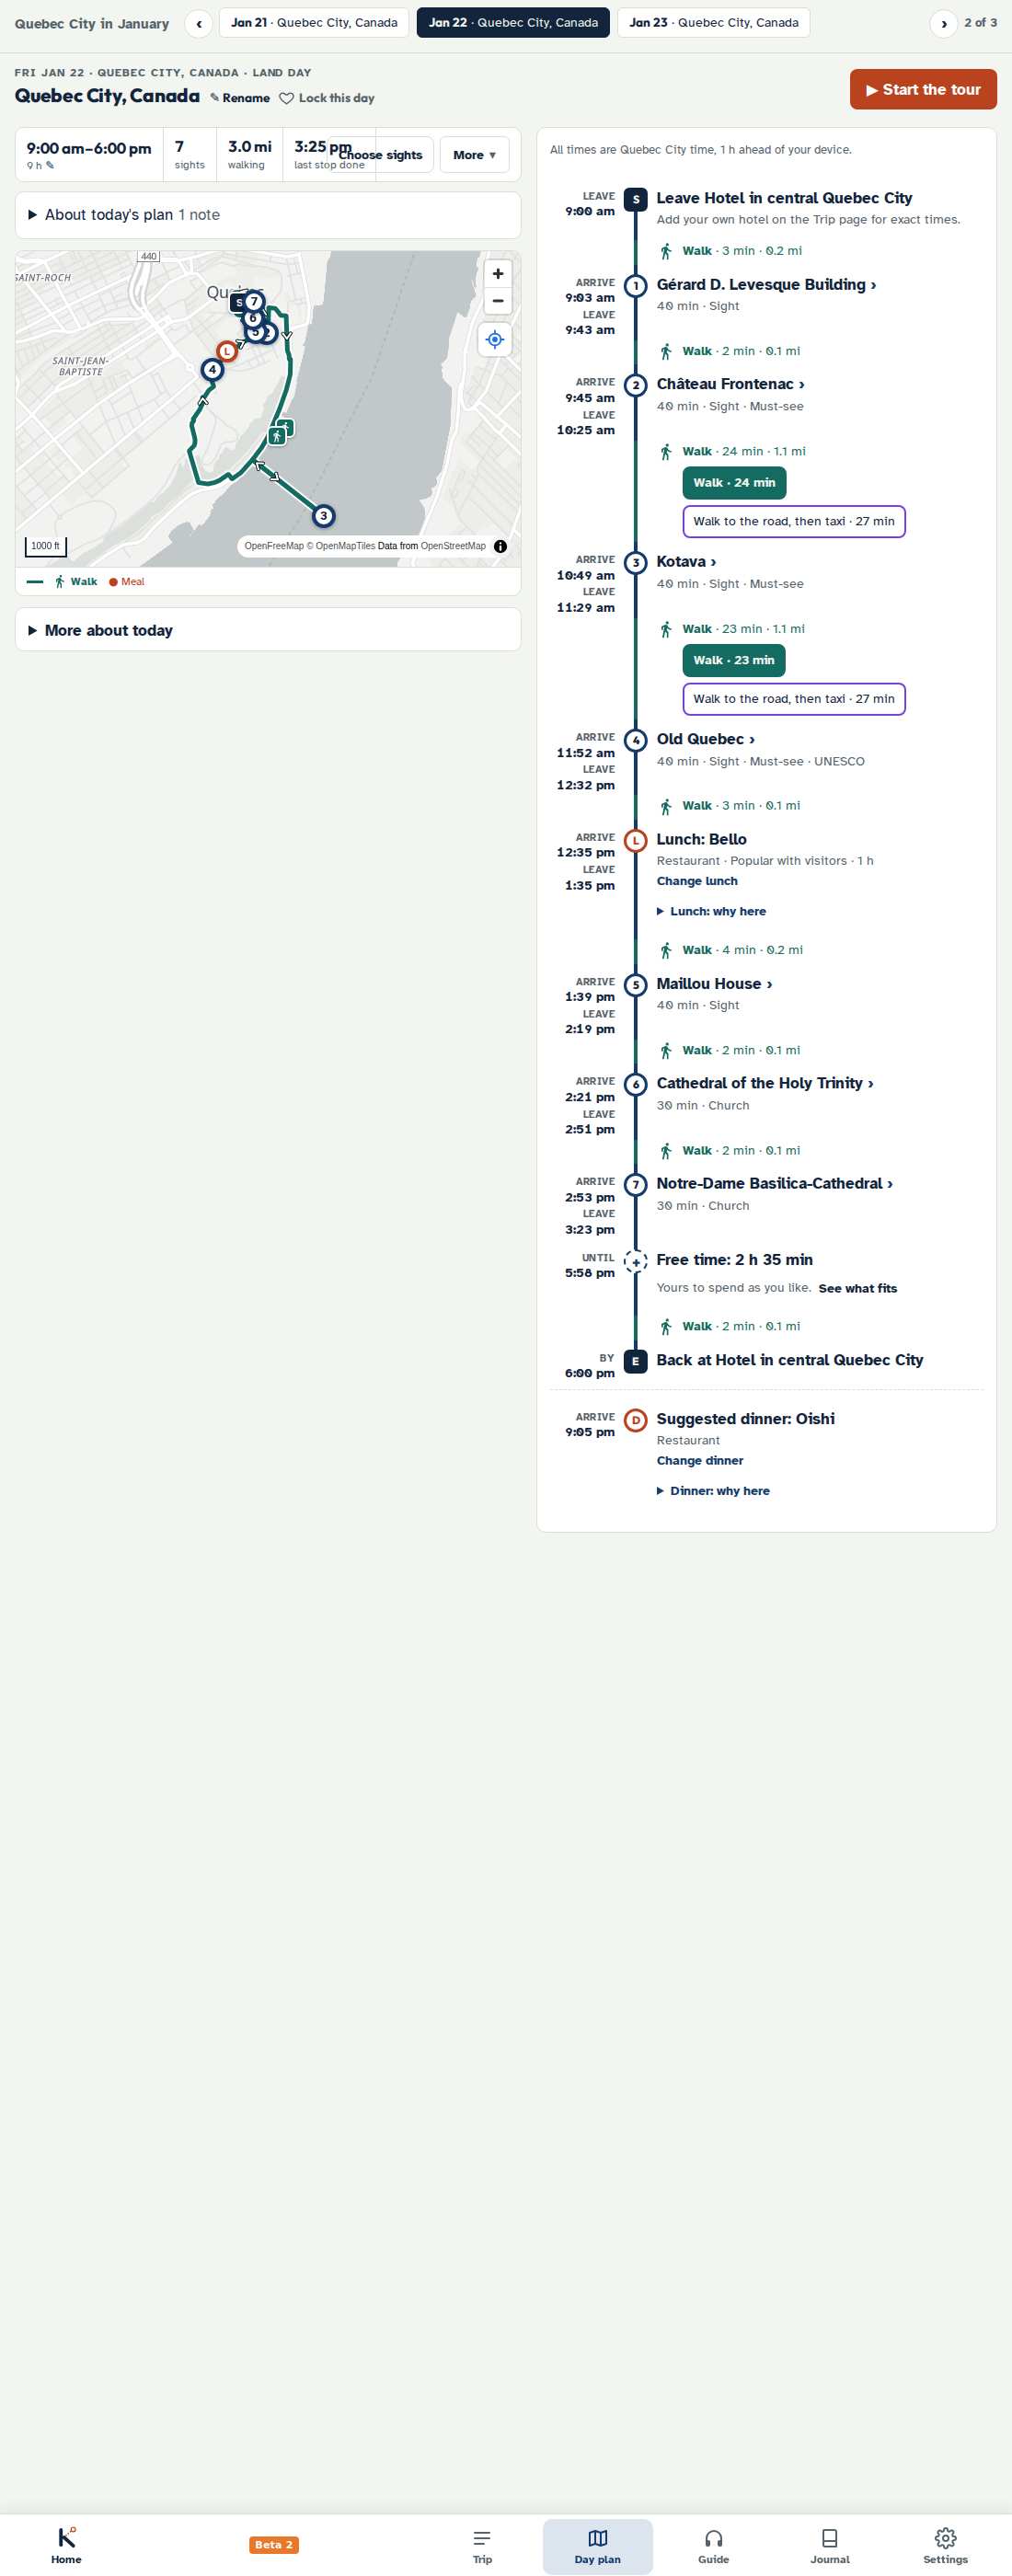 Quebec City in January
‹
Jan 21 · Quebec City, Canada
Jan 22 · Quebec City, Canada
Jan 23 · Quebec City, Canada
›
2 of 3
FRI JAN 22 · QUEBEC CITY, CANADA · LAND DAY
Quebec City, Canada ✎ Rename Lock this day
▶ Start the tour
9:00 am–6:00 pm
9 h ✎
7
sights
3.0 mi
walking
3:25 pm
last stop done
Choose sights
More ▼
▶ About today's plan 1 note
440
SAINT-ROCH
SAINT-JEAN-
BAPTISTE
S
7
6
5
2
L
4
3
+
−
1000 ft
OpenFreeMap © OpenMapTiles Data from OpenStreetMap
Walk
Meal
▶ More about today
All times are Quebec City time, 1 h ahead of your device.
LEAVE
9:00 am
S
Leave Hotel in central Quebec City
Add your own hotel on the Trip page for exact times.
Walk · 3 min · 0.2 mi
ARRIVE
9:03 am
LEAVE
9:43 am
1
Gérard D. Levesque Building ›
40 min · Sight
Walk · 2 min · 0.1 mi
ARRIVE
9:45 am
LEAVE
10:25 am
2
Château Frontenac ›
40 min · Sight · Must-see
Walk · 24 min · 1.1 mi
Walk · 24 min
Walk to the road, then taxi · 27 min
ARRIVE
10:49 am
LEAVE
11:29 am
3
Kotava ›
40 min · Sight · Must-see
Walk · 23 min · 1.1 mi
Walk · 23 min
Walk to the road, then taxi · 27 min
ARRIVE
11:52 am
LEAVE
12:32 pm
4
Old Quebec ›
40 min · Sight · Must-see · UNESCO
Walk · 3 min · 0.1 mi
ARRIVE
12:35 pm
LEAVE
1:35 pm
L
Lunch: Bello
Restaurant · Popular with visitors · 1 h
Change lunch
▶ Lunch: why here
Walk · 4 min · 0.2 mi
ARRIVE
1:39 pm
LEAVE
2:19 pm
5
Maillou House ›
40 min · Sight
Walk · 2 min · 0.1 mi
ARRIVE
2:21 pm
LEAVE
2:51 pm
6
Cathedral of the Holy Trinity ›
30 min · Church
Walk · 2 min · 0.1 mi
ARRIVE
2:53 pm
LEAVE
3:23 pm
7
Notre-Dame Basilica-Cathedral ›
30 min · Church
UNTIL
5:58 pm
+
Free time: 2 h 35 min
Yours to spend as you like. See what fits
Walk · 2 min · 0.1 mi
BY
6:00 pm
E
Back at Hotel in central Quebec City
ARRIVE
9:05 pm
D
Suggested dinner: Oishi
Restaurant
Change dinner
▶ Dinner: why here
Home
Beta 2
Trip
Day plan
Guide
Journal
Settings